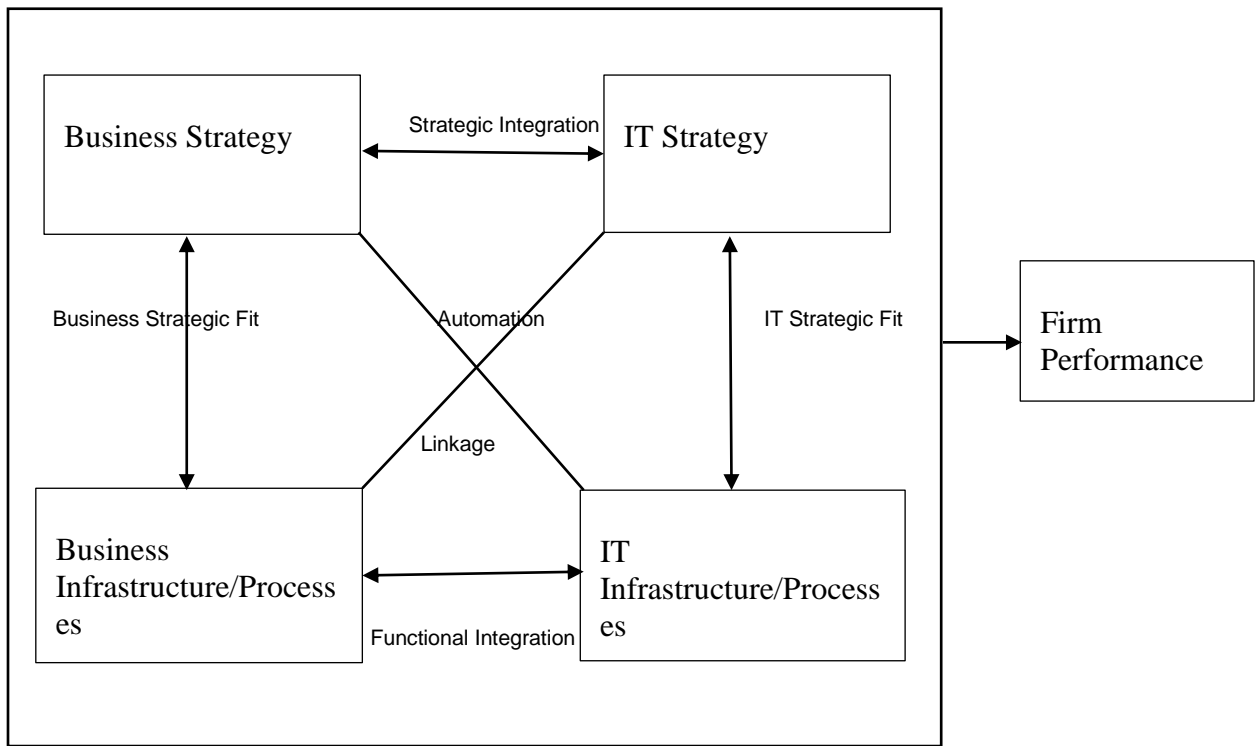 Business Strategy
Strategic Integration
IT Strategy
Business Strategic Fit
Automation
IT Strategic Fit
Firm
Performance
Linkage
Business
Infrastructure/Process
es
IT
Infrastructure/Process
es
Functional Integration